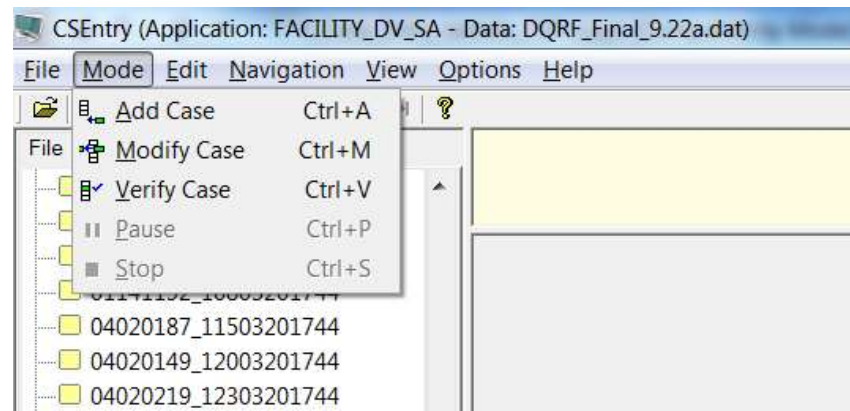 CSEntry (Application: FACILITY_DV_SA - Data: DQRF_Final_9.22a.dat)
File Mode Edit Navigation View Options Help
Add Case Ctrl+A
File
Modify Case Ctrl+M
Verify Case Ctrl+V
Pause Ctrl+P
Stop Ctrl+S
04020187_11503201744
04020149_12003201744
04020219_12303201744